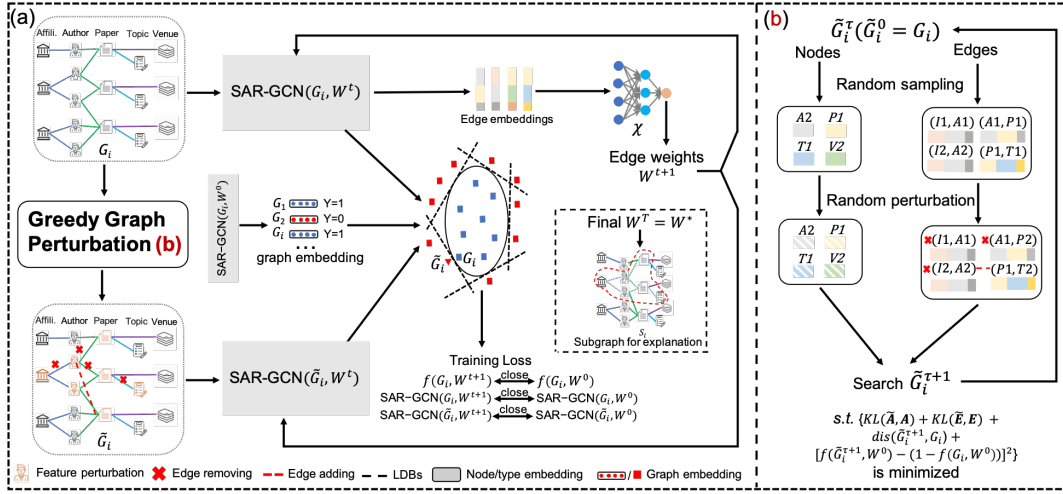 (a)
Affili. Author Paper Topic Venue
G_i
Greedy Graph
Perturbation (b)
Affili. Author Paper Topic Venue
G̃_i
SAR-GCN(G_i, W^t)
Edge embeddings
χ
Edge weights
W^{t+1}
SAR-GCN(G_i, W^0)
G_1 Y=1
G_2 Y=0
G_i Y=1
...
graph embedding
G̃_i
G_i
Final W^T = W^*
S_i
Subgraph for explanation
SAR-GCN(G̃_i, W^t)
Training Loss
f(G_i, W^{t+1}) close f(G_i, W^0)
SAR-GCN(G_i, W^{t+1}) close SAR-GCN(G_i, W^0)
SAR-GCN(G̃_i, W^{t+1}) close SAR-GCN(G̃_i, W^0)
Feature perturbation Edge removing Edge adding LDBs Node/type embedding / Graph embedding
(b)
G̃_i^τ(G̃_i^0 = G_i)
Nodes Edges
Random sampling
A2 P1
T1 V2
(I1, A1) (A1, P1)
(I2, A2) (P1, T1)
Random perturbation
A2 P1
T1 V2
(I1, A1) (A1, P2)
(I2, A2) (P1, T2)
Search G̃_i^{τ+1}
s.t. {KL(Ã, A) + KL(Ẽ, E) +
dis(G̃_i^{τ+1}, G_i) +
[f(G̃_i^{τ+1}, W^0) − (1 − f(G_i, W^0))]^2}
is minimized